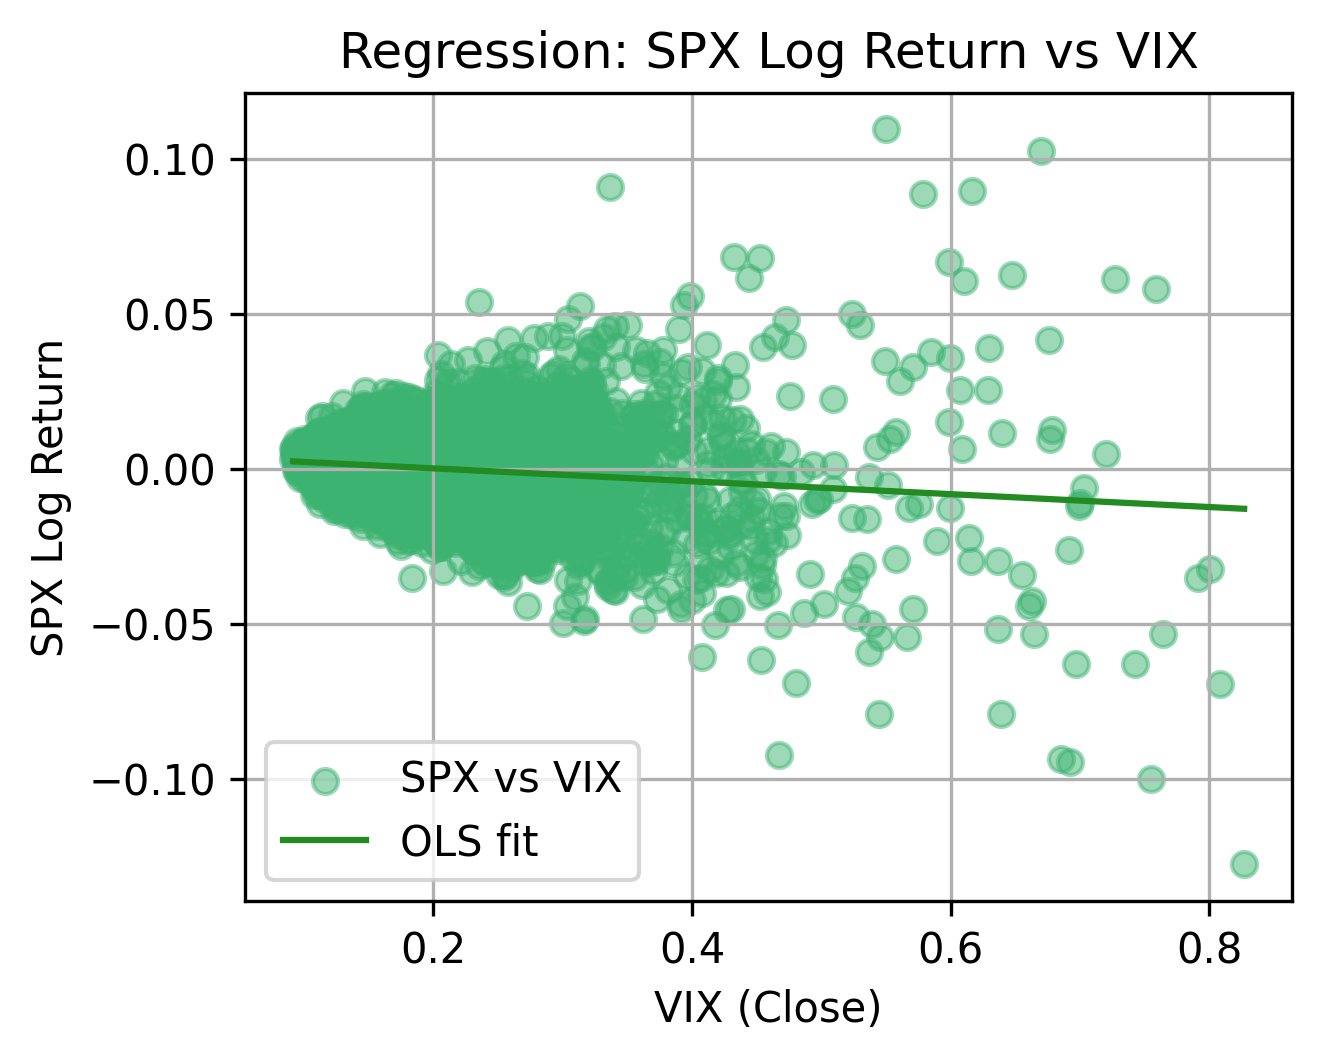 Regression: SPX Log Return vs VIX
0.10
0.05
0.00
−0.05
−0.10
SPX Log Return
SPX vs VIX
OLS fit
0.2 0.4 0.6 0.8
VIX (Close)